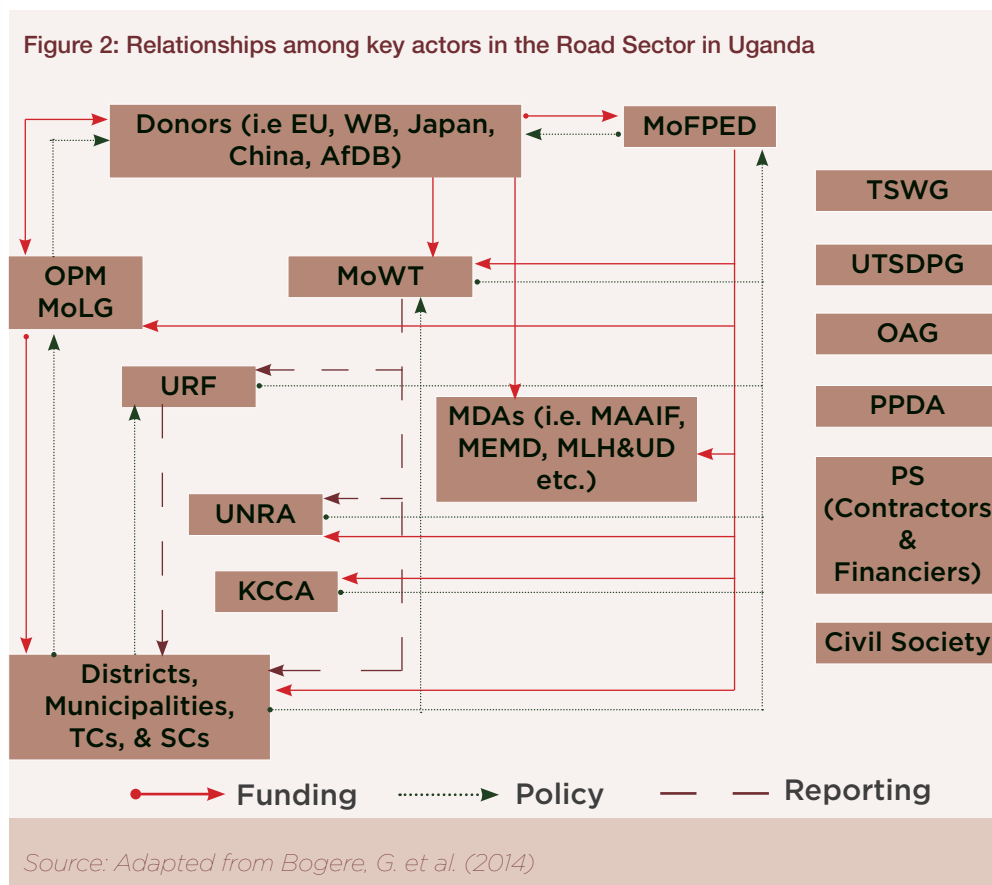 Figure 2: Relationships among key actors in the Road Sector in Uganda
Donors (i.e EU, WB, Japan,
China, AfDB)
MoFPED
OPM
MoLG
MoWT
URF
MDAs (i.e. MAAIF,
MEMD, MLH&UD
etc.)
UNRA
KCCA
Districts,
Municipalities,
TCs, & SCs
TSWG
UTSDPG
OAG
PPDA
PS
(Contractors
&
Financiers)
Civil Society
Funding
Policy
Reporting
Source: Adapted from Bogere, G. et al. (2014)